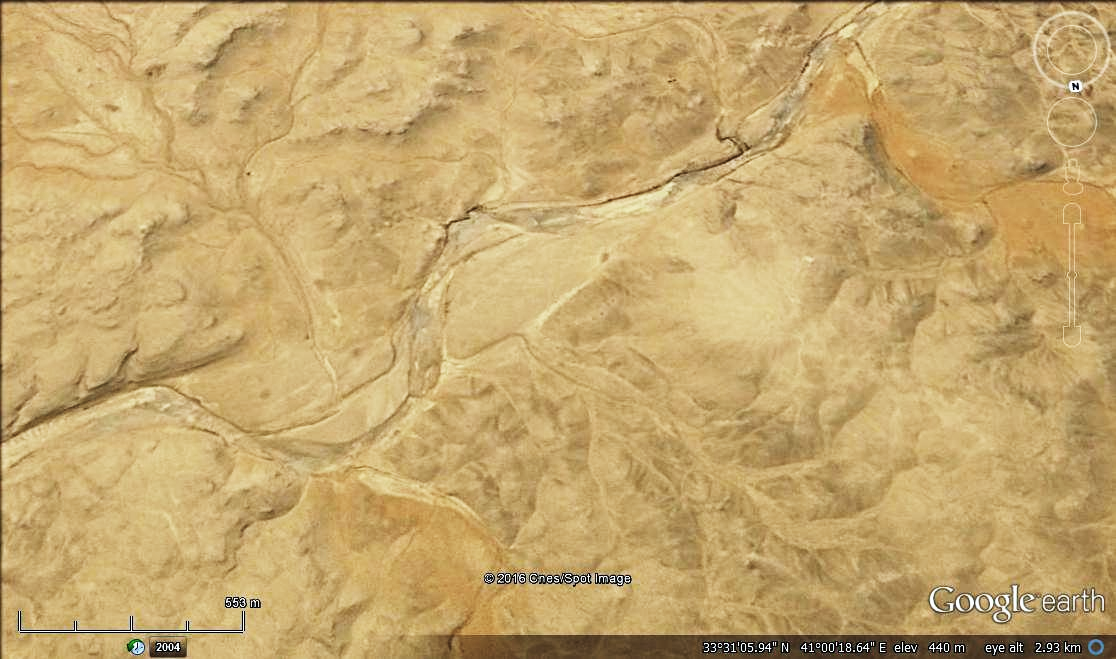 N
© 2016 Cnes/Spot Image
Google earth
553 m
2004
33°31'05.94" N 41°00'18.64" E elev 440 m eye alt 2.93 km